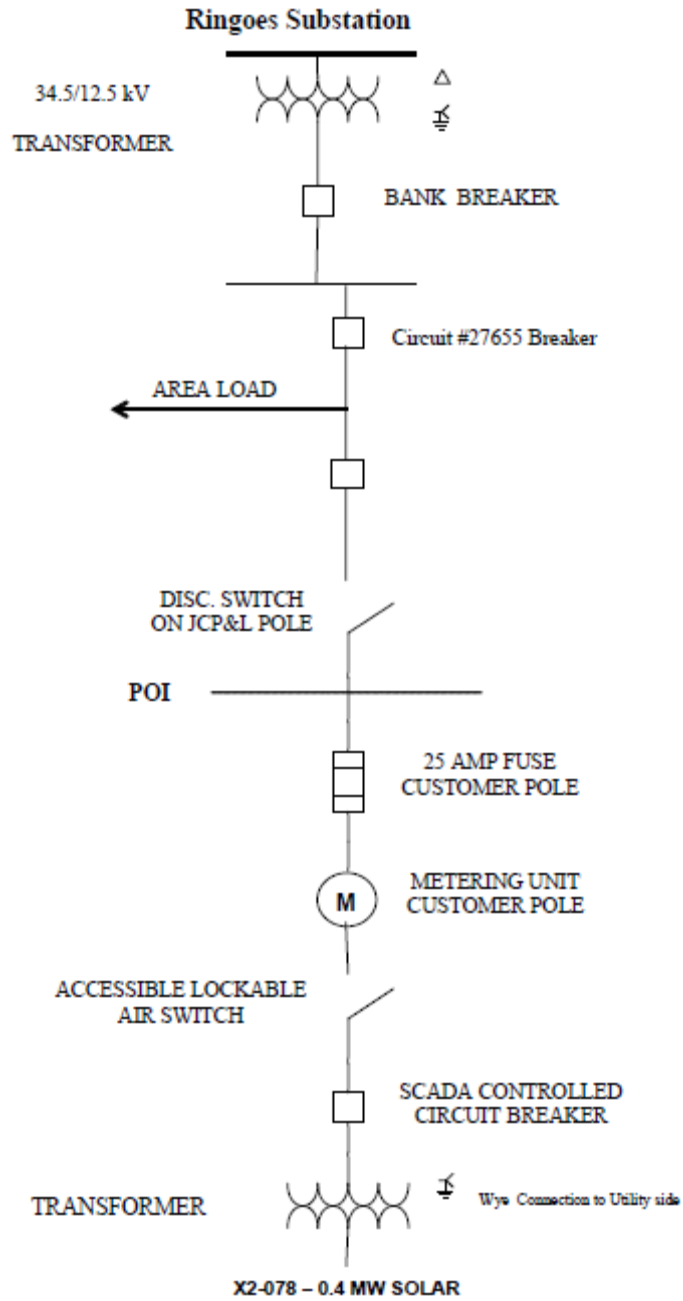 Ringoes Substation
34.5/12.5 kV
TRANSFORMER
BANK BREAKER
Circuit #27655 Breaker
AREA LOAD
DISC. SWITCH
ON JCP&L POLE
POI
25 AMP FUSE
CUSTOMER POLE
M
METERING UNIT
CUSTOMER POLE
ACCESSIBLE LOCKABLE
AIR SWITCH
SCADA CONTROLLED
CIRCUIT BREAKER
TRANSFORMER
Wye Connection to Utility side
X2-078 – 0.4 MW SOLAR